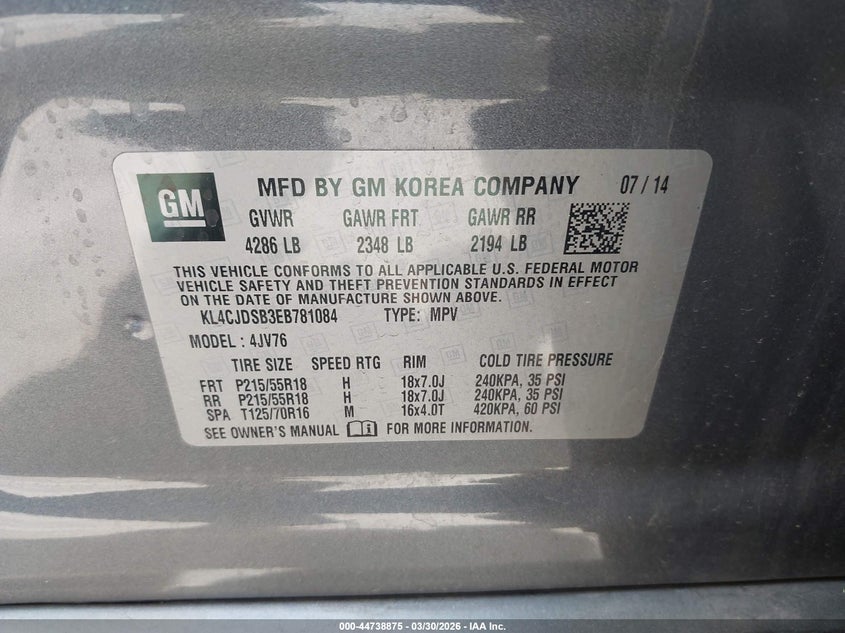 GM
MFD BY GM KOREA COMPANY 07 / 14
GVWR GAWR FRT GAWR RR
4286 LB 2348 LB 2194 LB
THIS VEHICLE CONFORMS TO ALL APPLICABLE U.S. FEDERAL MOTOR
VEHICLE SAFETY AND THEFT PREVENTION STANDARDS IN EFFECT
ON THE DATE OF MANUFACTURE SHOWN ABOVE.
KL4CJDSB3EB781084 TYPE: MPV
MODEL : 4JV76
TIRE SIZE SPEED RTG RIM COLD TIRE PRESSURE
FRT P215/55R18 H 18x7.0J 240KPA, 35 PSI
RR P215/55R18 H 18x7.0J 240KPA, 35 PSI
SPA T125/70R16 M 16x4.0T 420KPA, 60 PSI
SEE OWNER'S MANUAL FOR MORE INFORMATION.
000-44738875 - 03/30/2026 - IAA Inc.